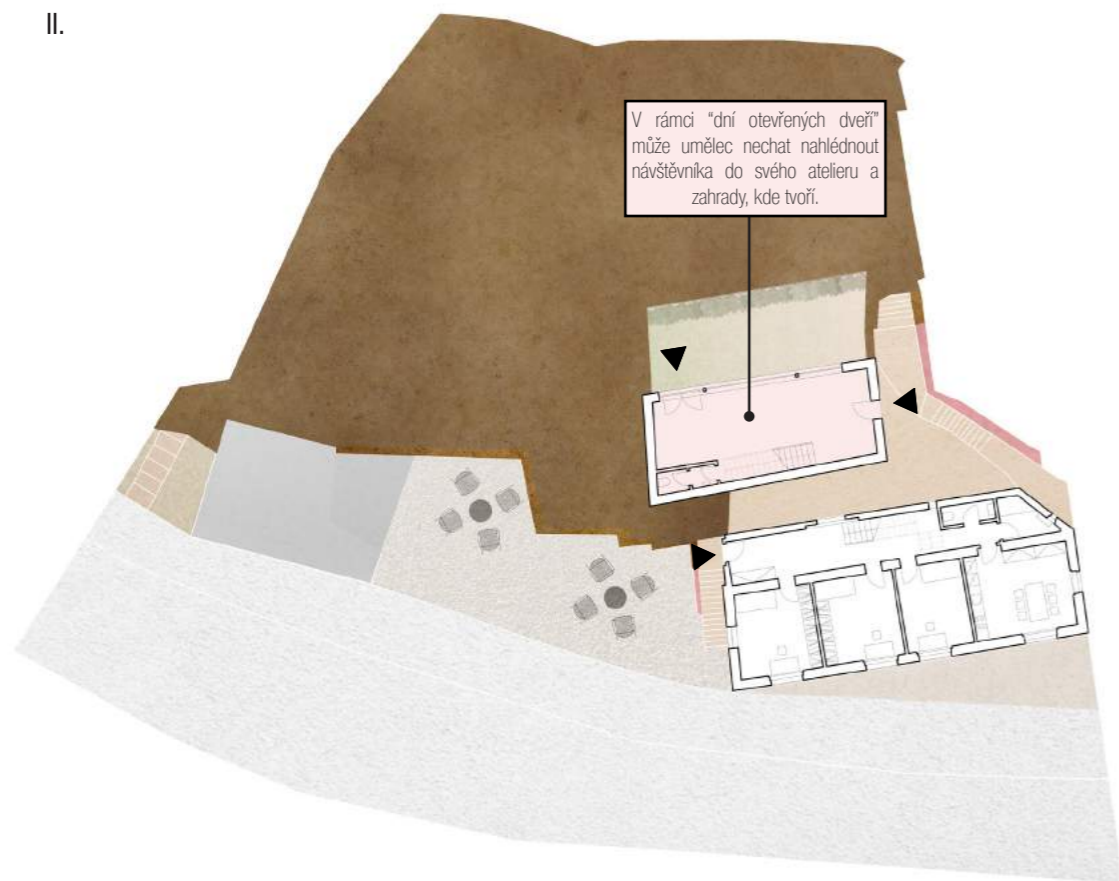 II.
V rámci “dní otevřených dveří”
může umělec nechat nahlédnout
návštěvníka do svého atelieru a
zahrady, kde tvoří.